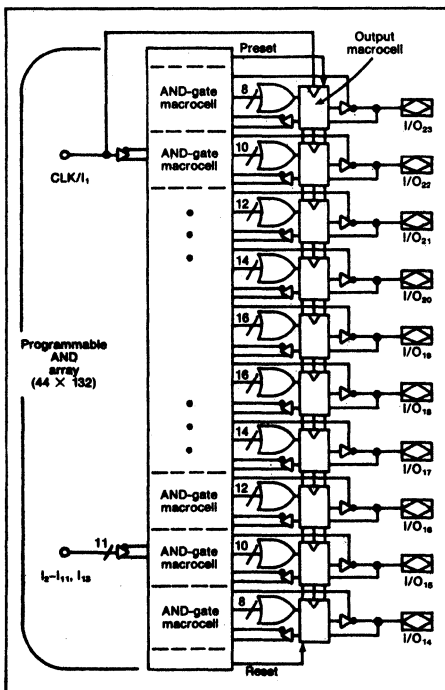 Preset
Output
macrocell
AND-gate
macrocell
8
I/O23
AND-gate
macrocell
10
I/O22
CLK/I1
12
I/O21
14
I/O20
16
I/O19
Programmable
AND
array
(44 × 132)
16
I/O18
14
I/O17
AND-gate
macrocell
12
I/O16
11
I2–I11, I13
AND-gate
macrocell
10
I/O15
AND-gate
macrocell
8
I/O14
Reset